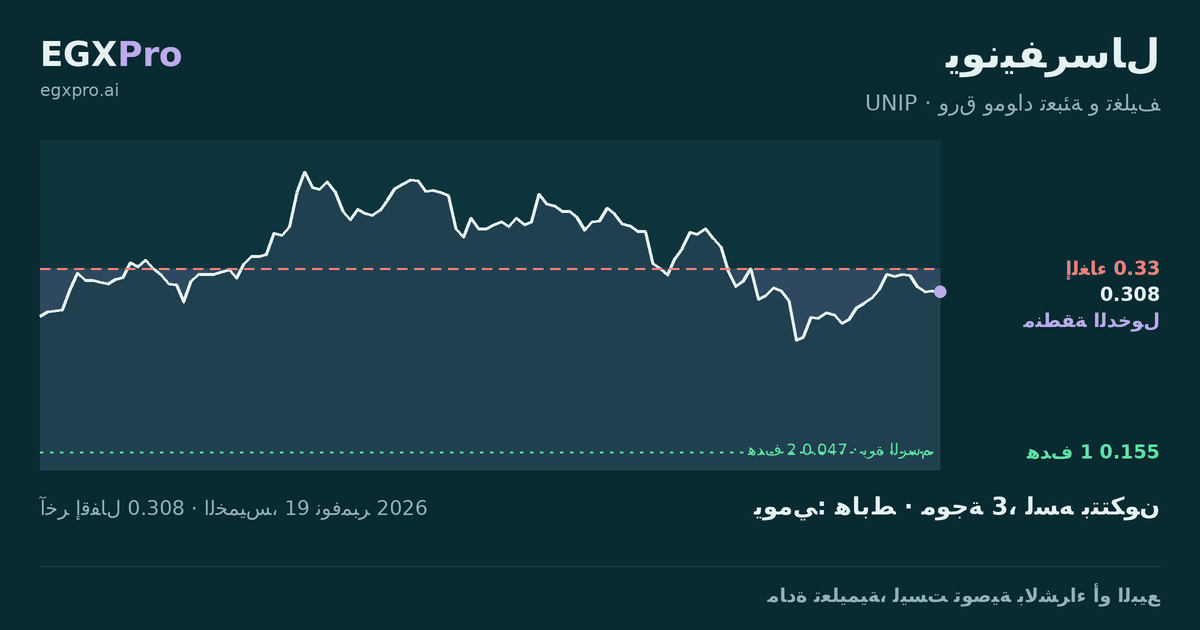 EGXPro
egxpro.ai
يونيفرسال
UNIP · ورق ومواد تعبئة و تغليف
إلغاء 0.33
0.308
منطقة الدخول
هدف 2 0.047 · برة الرسم
هدف 1 0.155
يومي: هابط · موجة 3، لسه بتتكون
آخر إقفال 0.308 · الخميس، 19 نوفمبر 2026
مادة تعليمية، ليست توصية بالشراء أو البيع